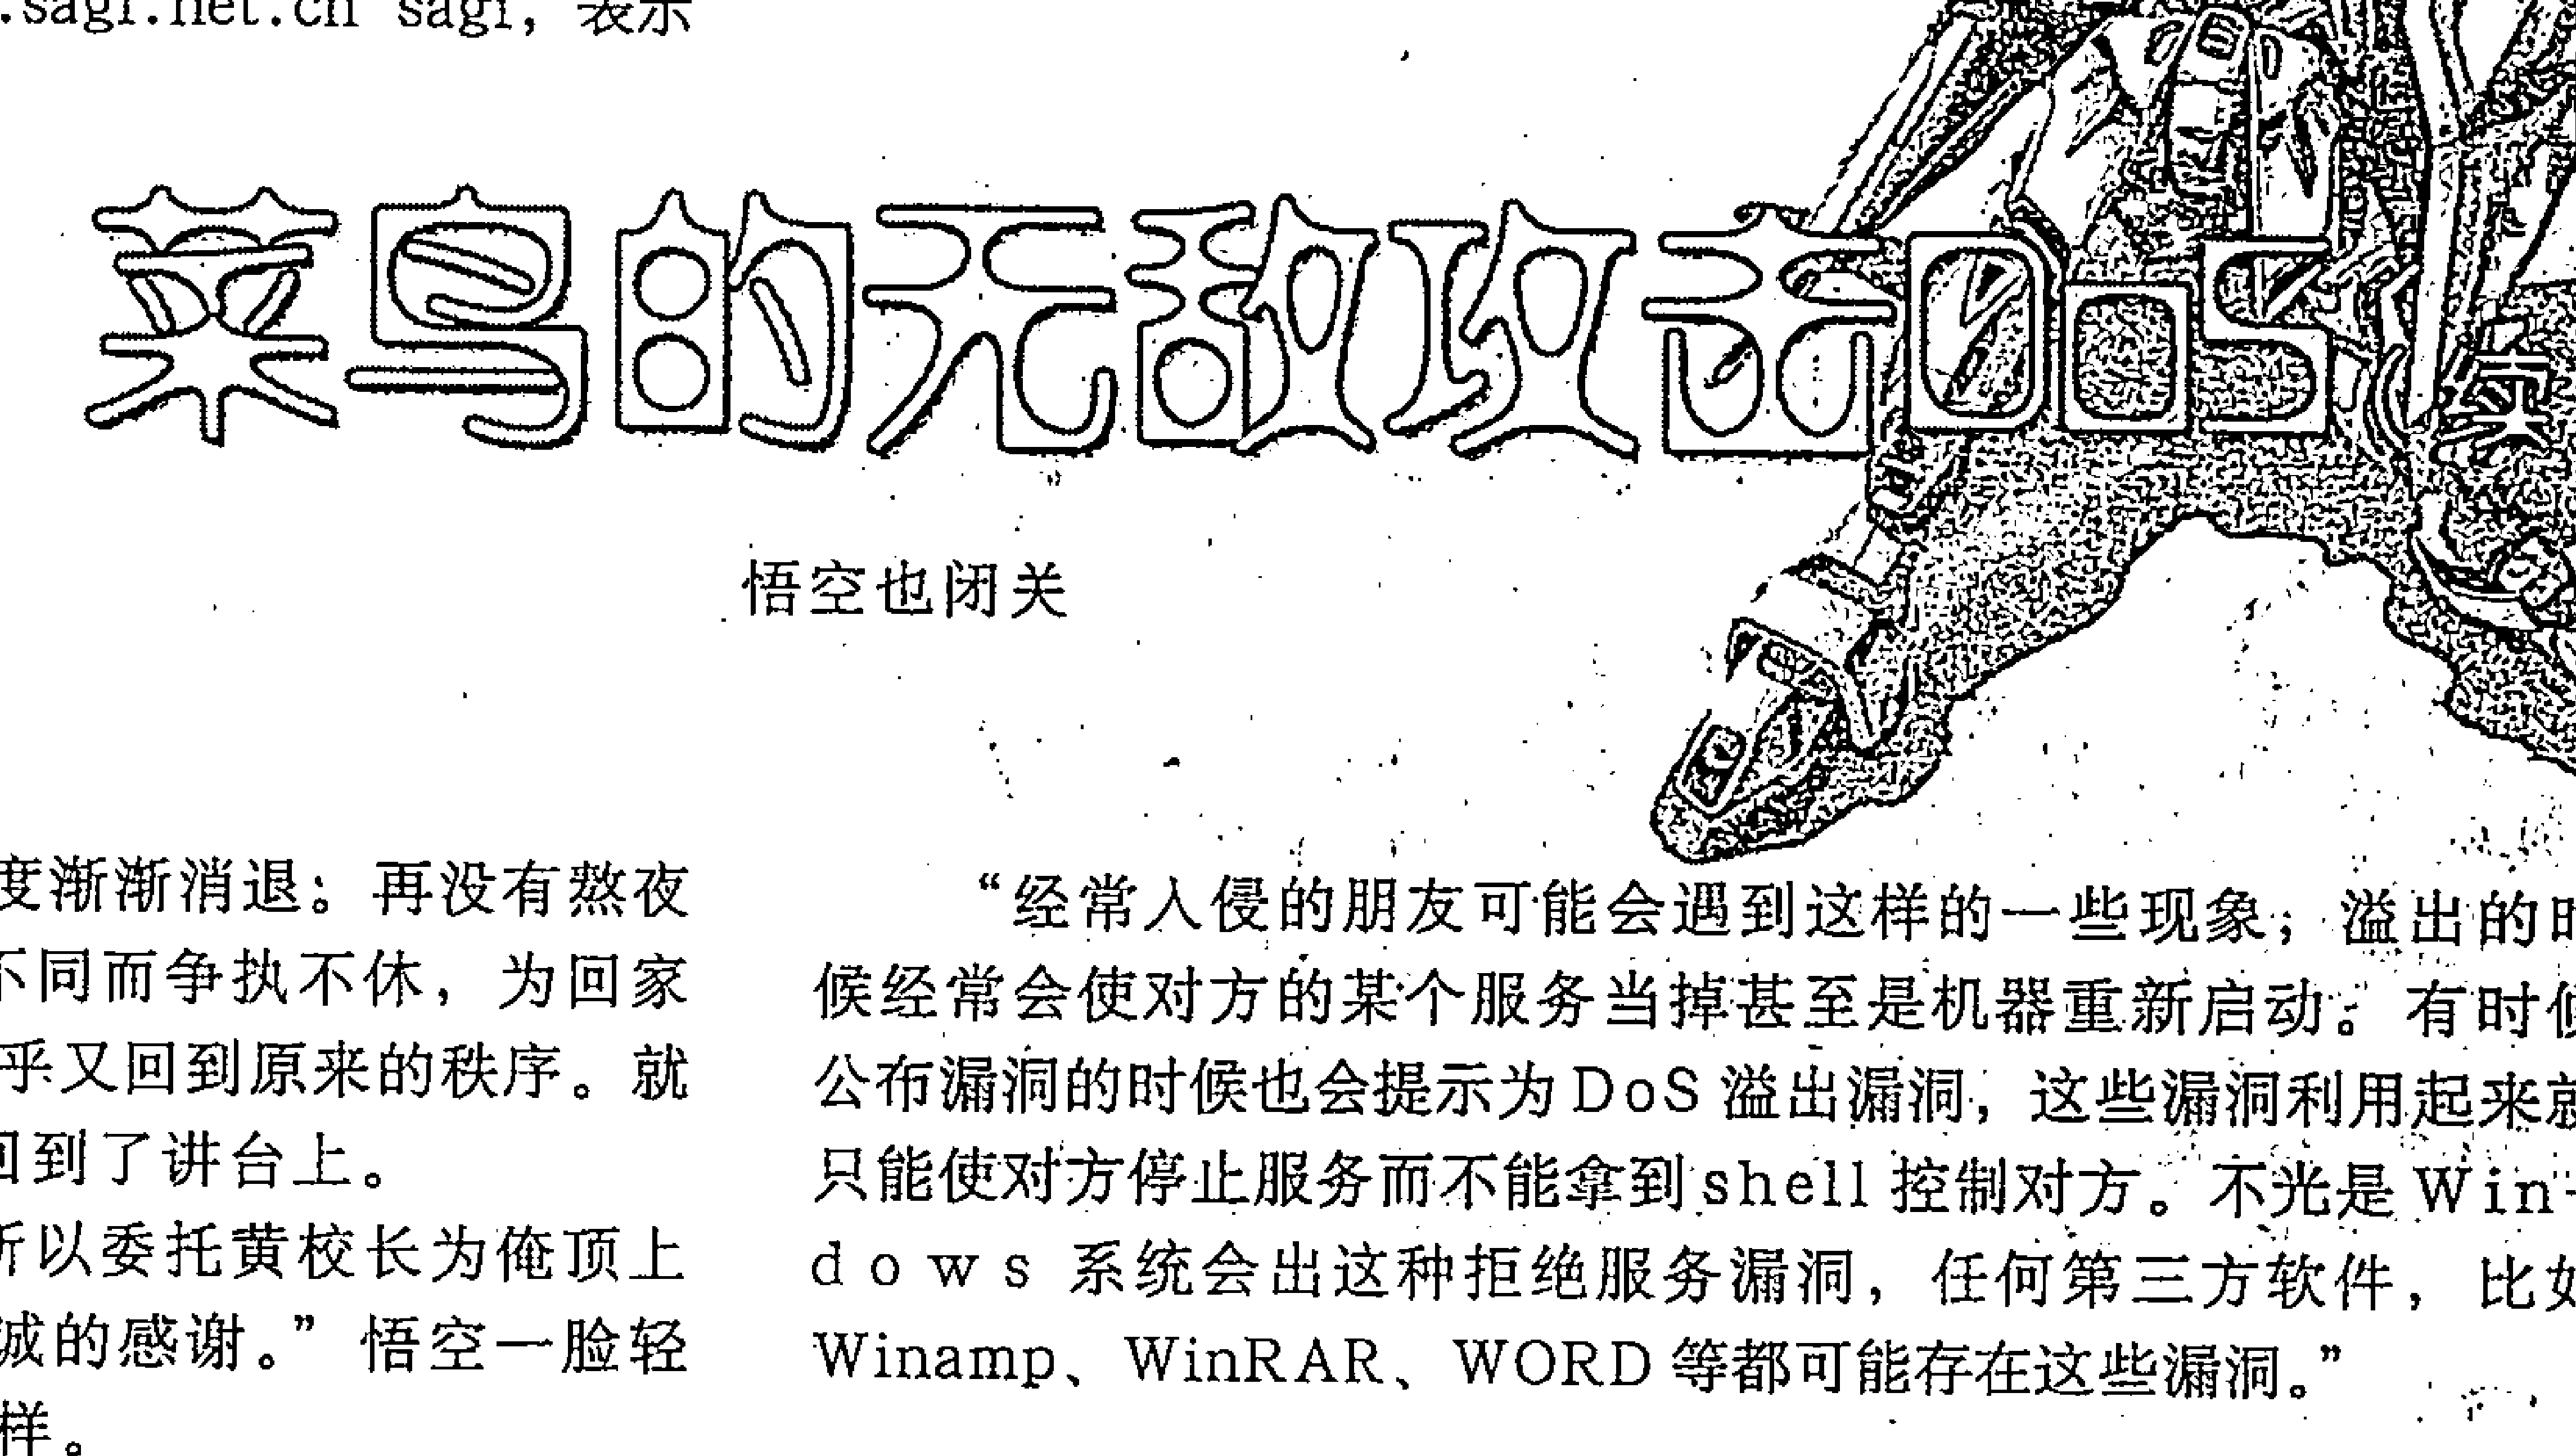 .sagi.net.cn sagi，表示
菜鸟的无敌攻击DoS
悟空也闭关
度渐渐消退：再没有熬夜
不同而争执不休，为回家
乎又回到原来的秩序。就
回到了讲台上。
所以委托黄校长为俺顶上
诚的感谢。”悟空一脸轻
样。
“经常入侵的朋友可能会遇到这样的一些现象；溢出的时
候经常会使对方的某个服务当掉甚至是机器重新启动。有时候
公布漏洞的时候也会提示为DoS溢出漏洞，这些漏洞利用起来就
只能使对方停止服务而不能拿到shell控制对方。不光是Win-
dows系统会出这种拒绝服务漏洞，任何第三方软件，比如
Winamp、WinRAR、WORD等都可能存在这些漏洞。”